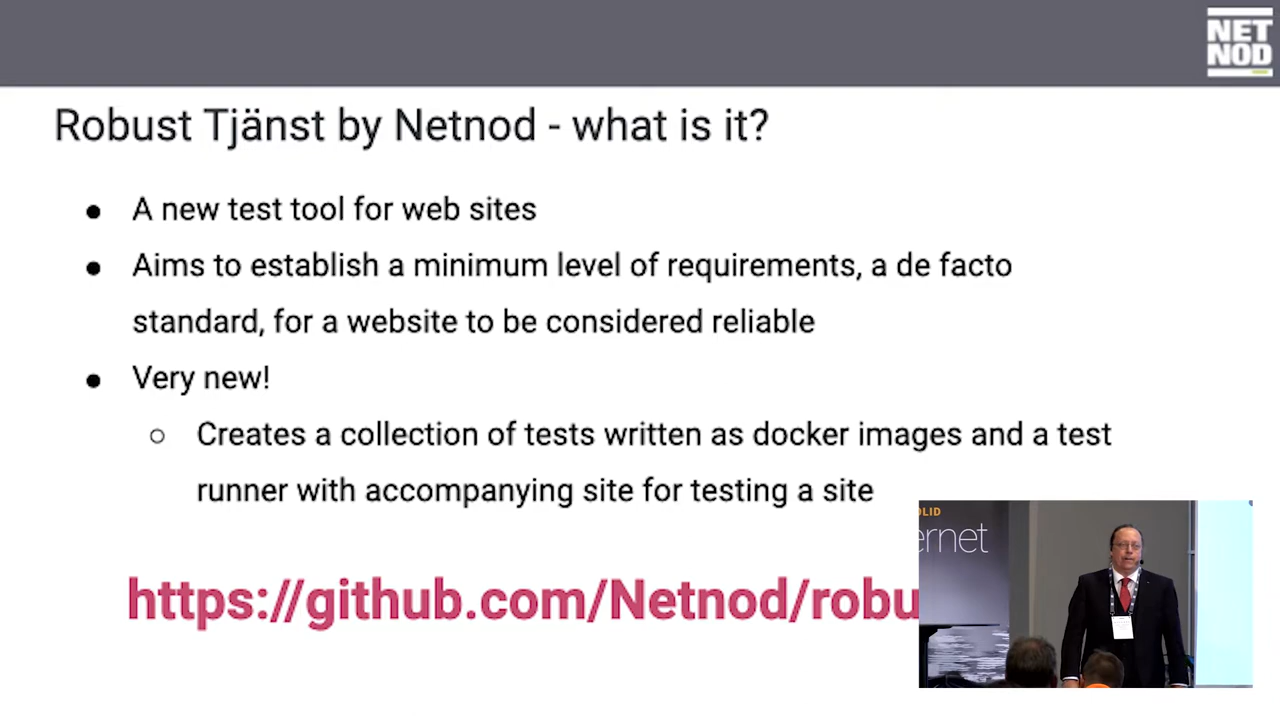 NET
NOD
Robust Tjänst by Netnod - what is it?
● A new test tool for web sites
● Aims to establish a minimum level of requirements, a de facto
standard, for a website to be considered reliable
● Very new!
○ Creates a collection of tests written as docker images and a test
runner with accompanying site for testing a site
https://github.com/Netnod/robu
OLID
ernet